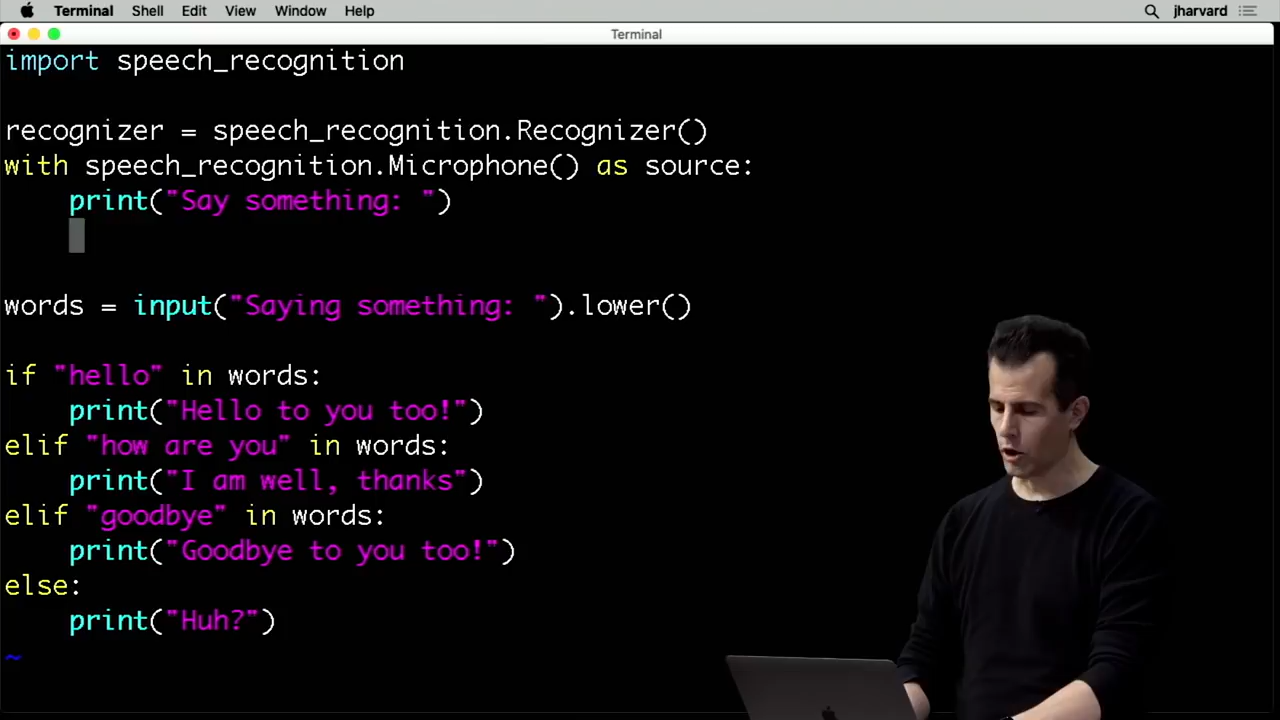 Terminal Shell Edit View Window Help jharvard
Terminal
import speech_recognition
recognizer = speech_recognition.Recognizer()
with speech_recognition.Microphone() as source:
    print("Say something: ")
words = input("Saying something: ").lower()
if "hello" in words:
    print("Hello to you too!")
elif "how are you" in words:
    print("I am well, thanks")
elif "goodbye" in words:
    print("Goodbye to you too!")
else:
    print("Huh?")
~